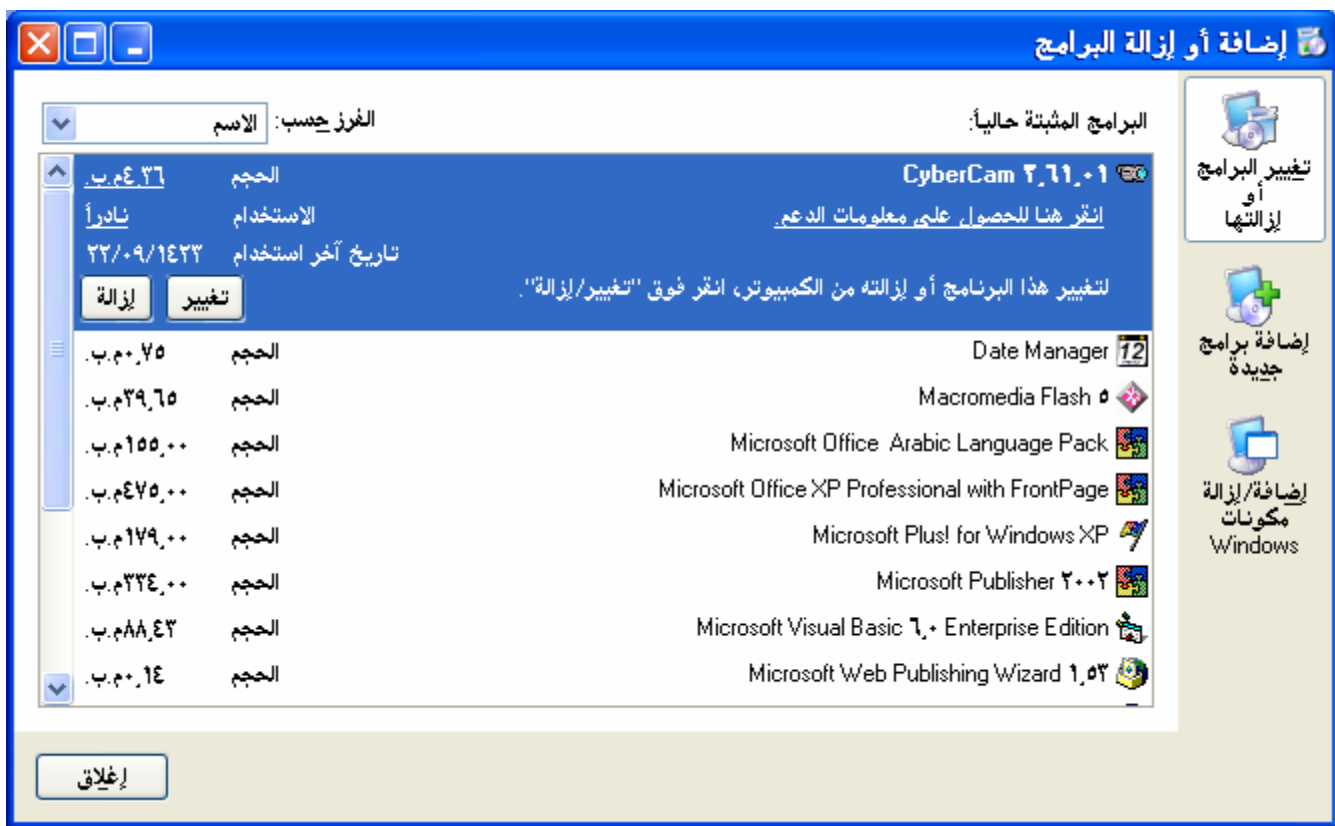 إضافة أو إزالة البرامج
تغيير البرامج
أو
إزالتها
إضافة برامج
جديدة
إضافة/إزالة
مكونات
Windows
البرامج المثبتة حالياً:
الفرز حسب: الاسم
CyberCam ٢,٦١,٠١ الحجم ٤,٣٦م.ب.
انقر هنا للحصول على معلومات الدعم. الاستخدام نادراً
تاريخ آخر استخدام ٢٢/٠٩/١٤٢٣
لتغيير هذا البرنامج أو إزالته من الكمبيوتر، انقر فوق "تغيير/إزالة". تغيير إزالة
Date Manager الحجم ٠,٧٥م.ب.
Macromedia Flash ٥ الحجم ٣٩,٦٥م.ب.
Microsoft Office Arabic Language Pack الحجم ١٥٥,٠٠م.ب.
Microsoft Office XP Professional with FrontPage الحجم ٤٧٥,٠٠م.ب.
Microsoft Plus! for Windows XP الحجم ١٧٩,٠٠م.ب.
Microsoft Publisher ٢٠٠٢ الحجم ٣٣٤,٠٠م.ب.
Microsoft Visual Basic ٦,٠ Enterprise Edition الحجم ٨٨,٤٣م.ب.
Microsoft Web Publishing Wizard ١,٥٣ الحجم ٠,١٤م.ب.
إغلاق